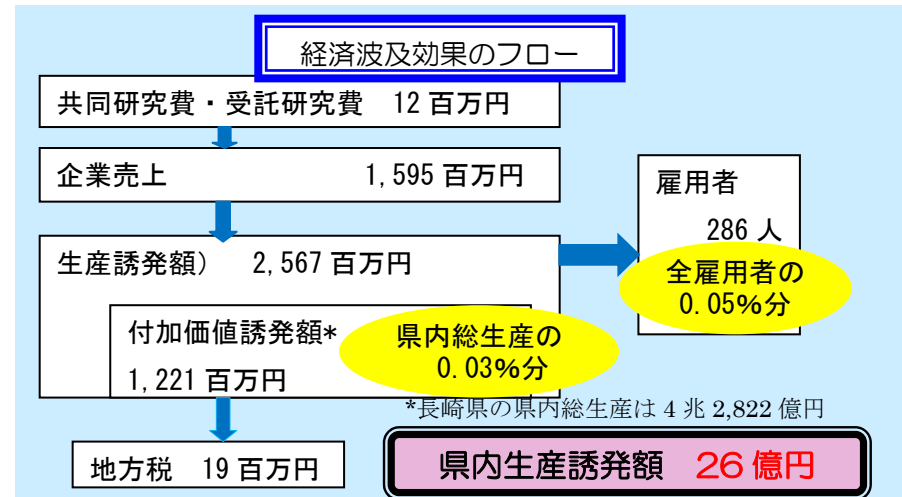 経済波及効果のフロー
共同研究費・受託研究費　12 百万円
企業売上　1,595 百万円
雇用者
286 人
全雇用者の
0.05%分
生産誘発額)　2,567 百万円
付加価値誘発額*
1,221 百万円
県内総生産の
0.03%分
*長崎県の県内総生産は 4 兆 2,822 億円
地方税　19 百万円
県内生産誘発額　26 億円